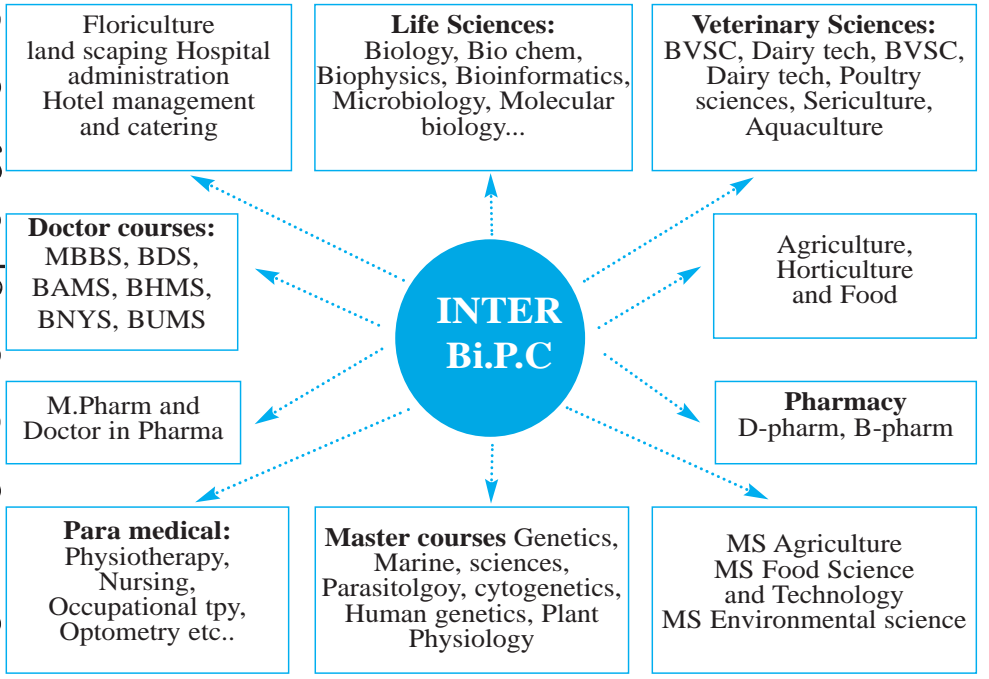 Floriculture
land scaping Hospital
administration
Hotel management
and catering
Life Sciences:
Biology, Bio chem,
Biophysics, Bioinformatics,
Microbiology, Molecular
biology...
Veterinary Sciences:
BVSC, Dairy tech, BVSC,
Dairy tech, Poultry
sciences, Sericulture,
Aquaculture
Doctor courses:
MBBS, BDS,
BAMS, BHMS,
BNYS, BUMS
INTER
Bi.P.C
Agriculture,
Horticulture
and Food
M.Pharm and
Doctor in Pharma
Pharmacy
D-pharm, B-pharm
Para medical:
Physiotherapy,
Nursing,
Occupational tpy,
Optometry etc..
Master courses Genetics,
Marine, sciences,
Parasitolgoy, cytogenetics,
Human genetics, Plant
Physiology
MS Agriculture
MS Food Science
and Technology
MS Environmental science